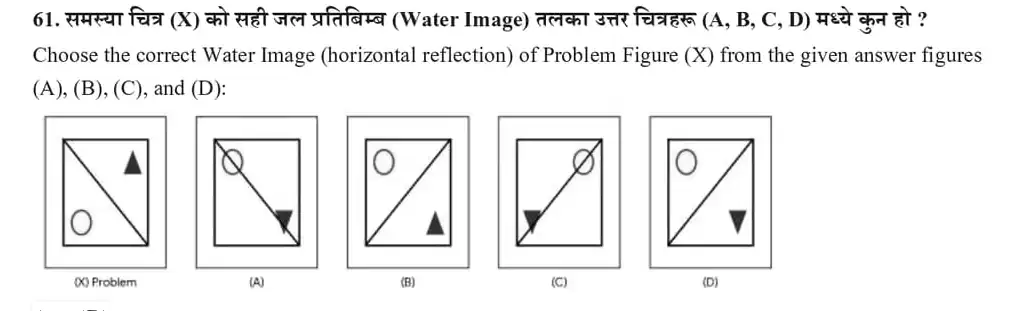 61. समस्या चित्र (X) को सही जल प्रतिबिम्ब (Water Image) तलका उत्तर चित्रहरू (A, B, C, D) मध्ये कुन हो ?
Choose the correct Water Image (horizontal reflection) of Problem Figure (X) from the given answer figures
(A), (B), (C), and (D):
(X) Problem (A) (B) (C) (D)